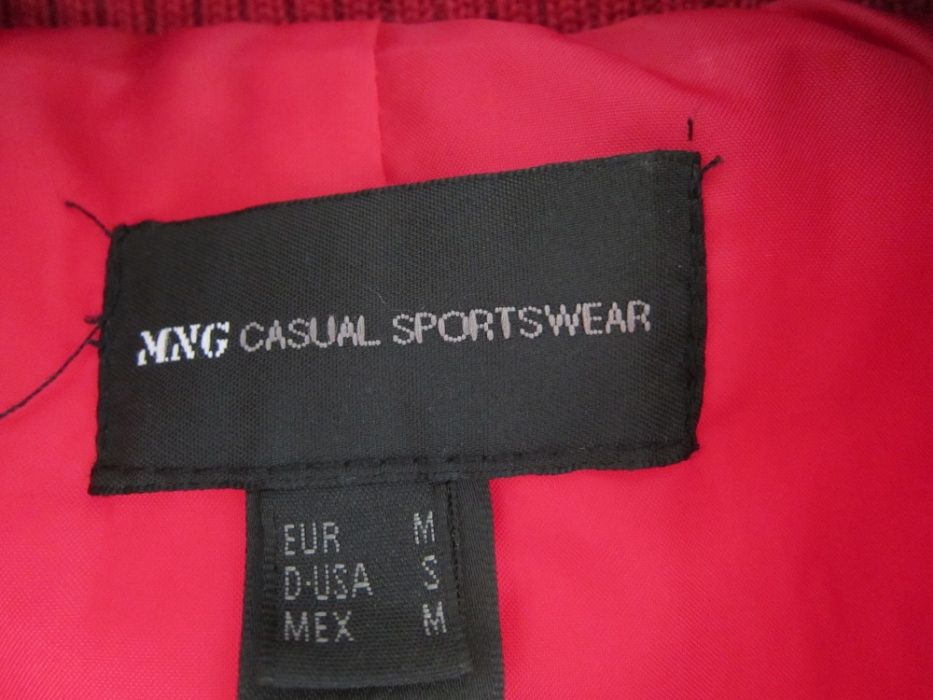 MNG CASUAL SPORTSWEAR
EUR M
D-USA S
MEX M